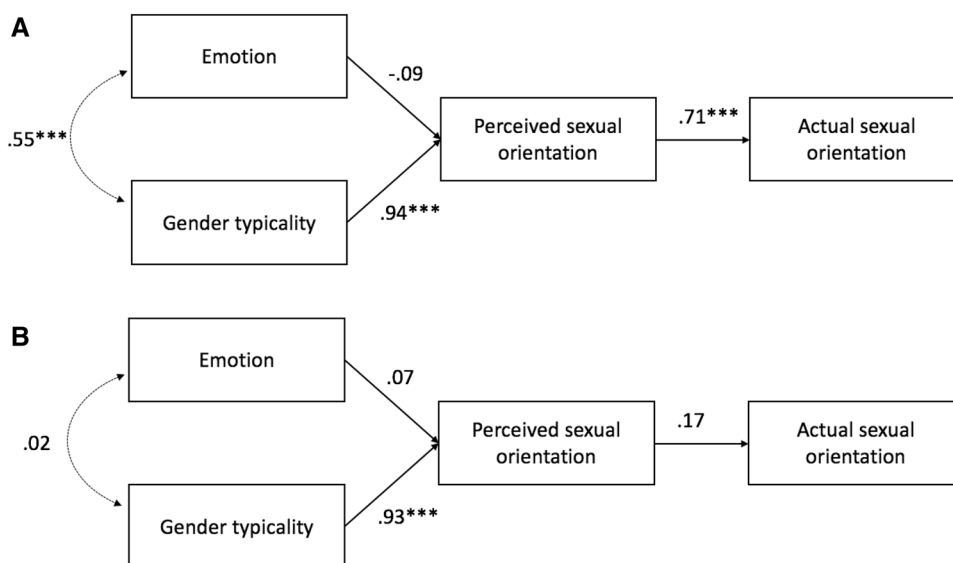 A
Emotion
-.09
.55***
Perceived sexual
orientation
.71***
Actual sexual
orientation
Gender typicality
.94***
B
Emotion
.07
.02
Perceived sexual
orientation
.17
Actual sexual
orientation
Gender typicality
.93***